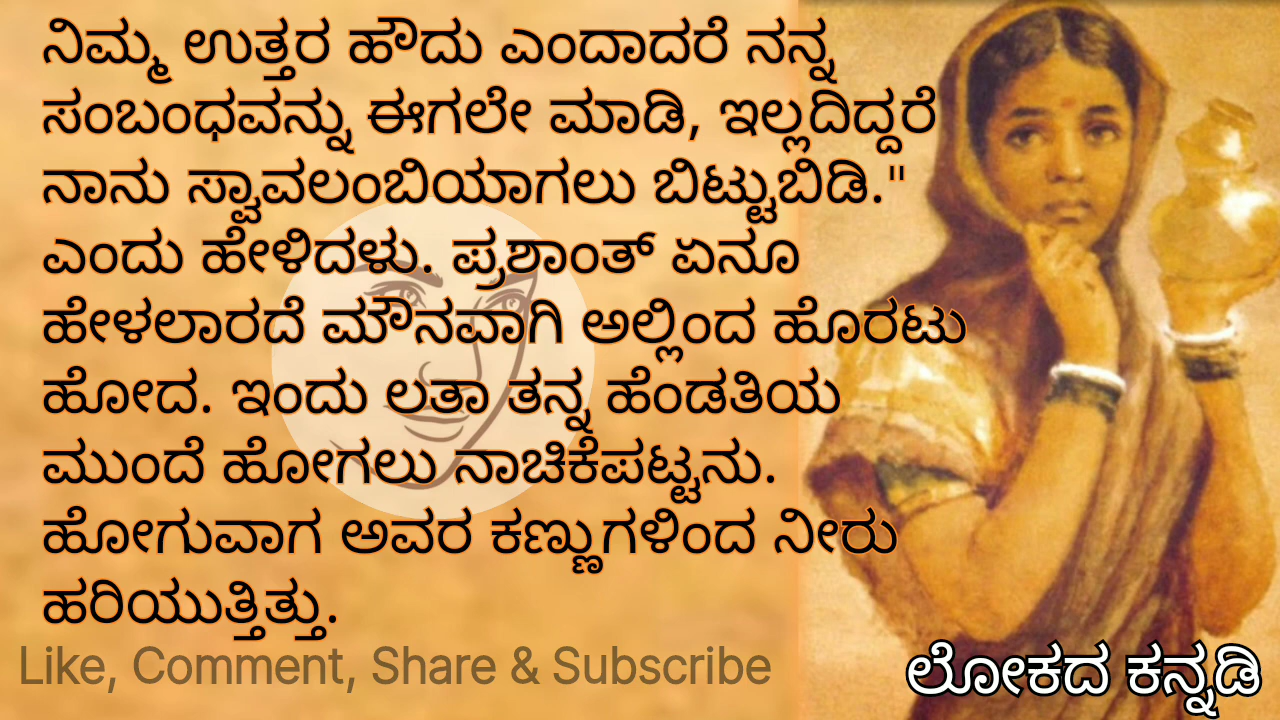 ನಿಮ್ಮ ಉತ್ತರ ಹೌದು ಎಂದಾದರೆ ನನ್ನ
ಸಂಬಂಧವನ್ನು ಈಗಲೇ ಮಾಡಿ, ಇಲ್ಲದಿದ್ದರೆ
ನಾನು ಸ್ವಾವಲಂಬಿಯಾಗಲು ಬಿಟ್ಟುಬಿಡಿ."
ಎಂದು ಹೇಳಿದಳು. ಪ್ರಶಾಂತ್ ಏನೂ
ಹೇಳಲಾರದೆ ಮೌನವಾಗಿ ಅಲ್ಲಿಂದ ಹೊರಟು
ಹೋದ. ಇಂದು ಲತಾ ತನ್ನ ಹೆಂಡತಿಯ
ಮುಂದೆ ಹೋಗಲು ನಾಚಿಕೆಪಟ್ಟನು.
ಹೋಗುವಾಗ ಅವರ ಕಣ್ಣುಗಳಿಂದ ನೀರು
ಹರಿಯುತ್ತಿತ್ತು.
Like, Comment, Share & Subscribe
ಲೋಕದ ಕನ್ನಡಿ